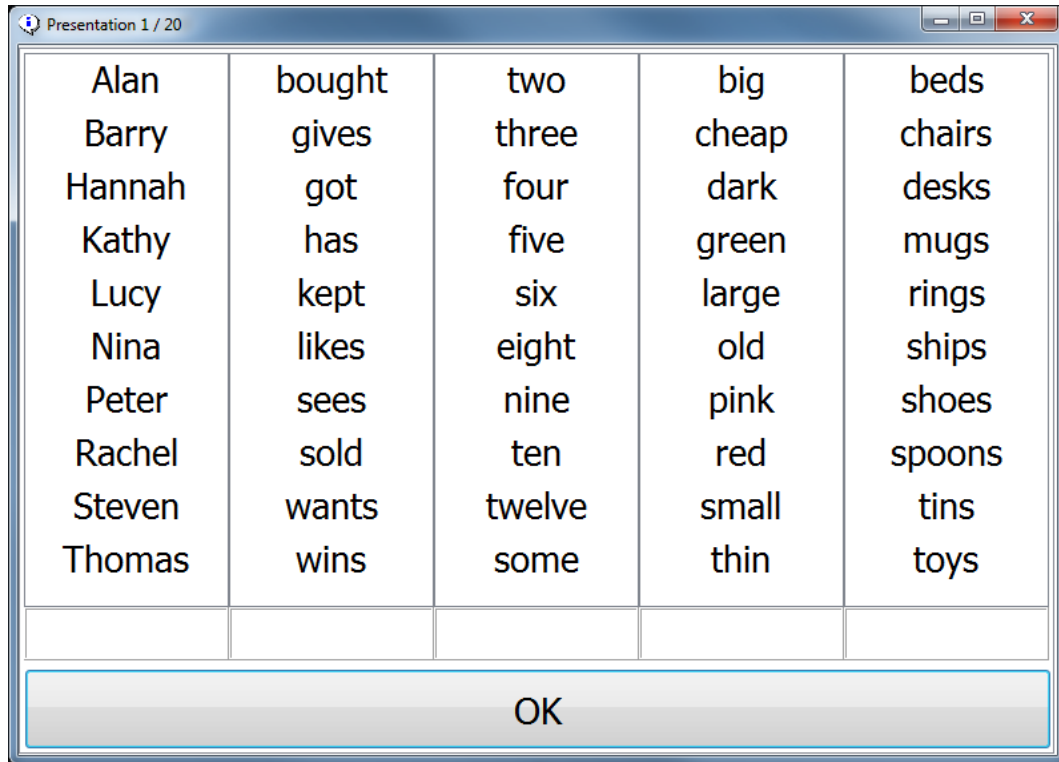 Presentation 1 / 20
Alan bought two big beds
Barry gives three cheap chairs
Hannah got four dark desks
Kathy has five green mugs
Lucy kept six large rings
Nina likes eight old ships
Peter sees nine pink shoes
Rachel sold ten red spoons
Steven wants twelve small tins
Thomas wins some thin toys
OK